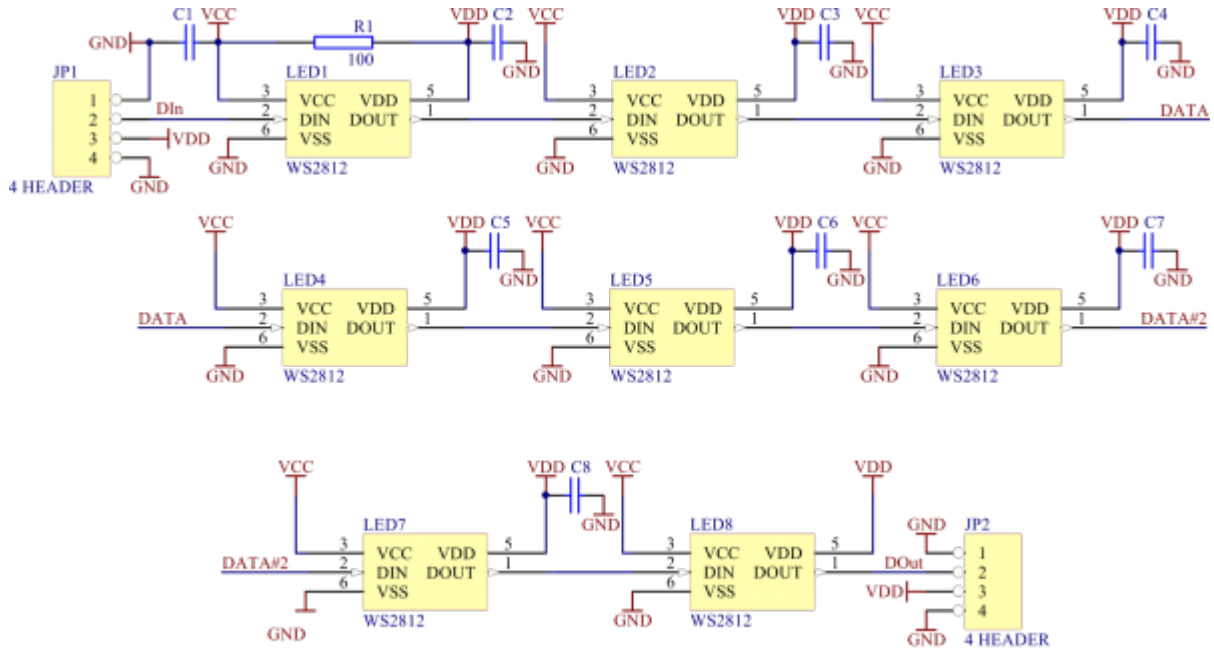 C1 VCC R1 VDD C2 VCC VDD C3 VCC VDD C4
GND 100 GND GND GND
JP1 LED1 LED2 LED3
1 3 VCC VDD 5 3 VCC VDD 5 3 VCC VDD 5
2 DIn 2 DIN DOUT 1 2 DIN DOUT 1 2 DIN DOUT 1 DATA
3 VDD 6 VSS 6 VSS 6 VSS
4 GND GND GND GND
4 HEADER WS2812 WS2812 WS2812
VCC VDD C5 VCC VDD C6 VCC VDD C7
GND GND GND
LED4 LED5 LED6
3 VCC VDD 5 3 VCC VDD 5 3 VCC VDD 5
DATA 2 DIN DOUT 1 2 DIN DOUT 1 2 DIN DOUT 1 DATA#2
6 VSS 6 VSS 6 VSS
GND WS2812 GND WS2812 GND WS2812
VCC VDD C8 VCC VDD
LED7 GND LED8 GND JP2
3 VCC VDD 5 3 VCC VDD 5 1
DATA#2 2 DIN DOUT 1 2 DIN DOUT 1 DOut 2
6 VSS 6 VSS VDD 3
4
GND WS2812 GND WS2812 GND 4 HEADER